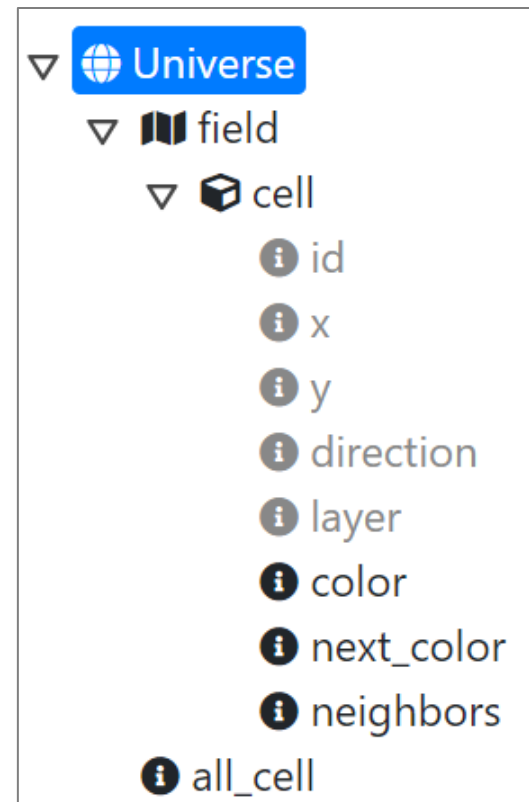 Universe
field
cell
id
x
y
direction
layer
color
next_color
neighbors
all_cell